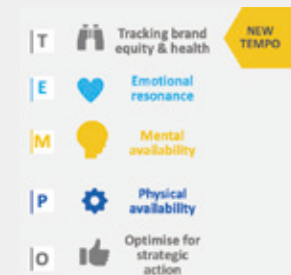 T
Tracking brand
equity & health
NEW
TEMPO
E
Emotional
resonance
M
Mental
availability
P
Physical
availability
O
Optimise for
strategic
action